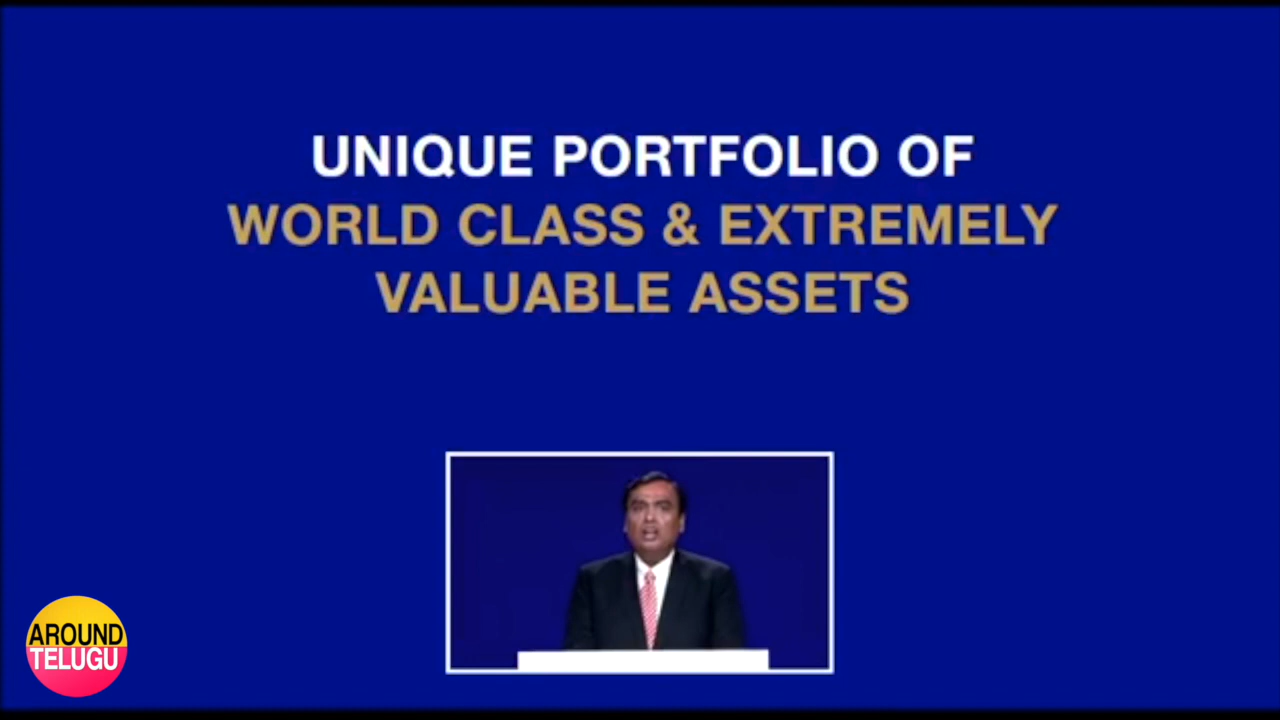 UNIQUE PORTFOLIO OF
WORLD CLASS & EXTREMELY
VALUABLE ASSETS
AROUND
TELUGU